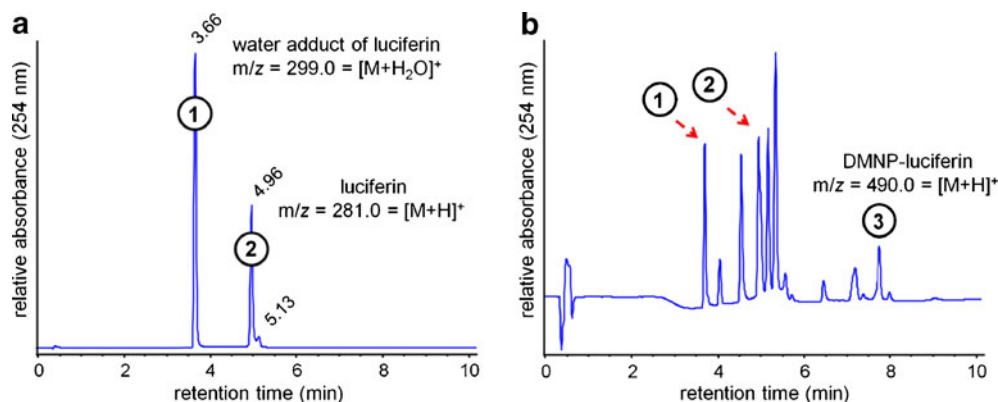 a
relative absorbance (254 nm)
3.66
water adduct of luciferin
m/z = 299.0 = [M+H₂O]⁺
1
4.96
luciferin
m/z = 281.0 = [M+H]⁺
2
5.13
0 2 4 6 8 10
retention time (min)
b
relative absorbance (254 nm)
1
2
DMNP-luciferin
m/z = 490.0 = [M+H]⁺
3
0 2 4 6 8 10
retention time (min)